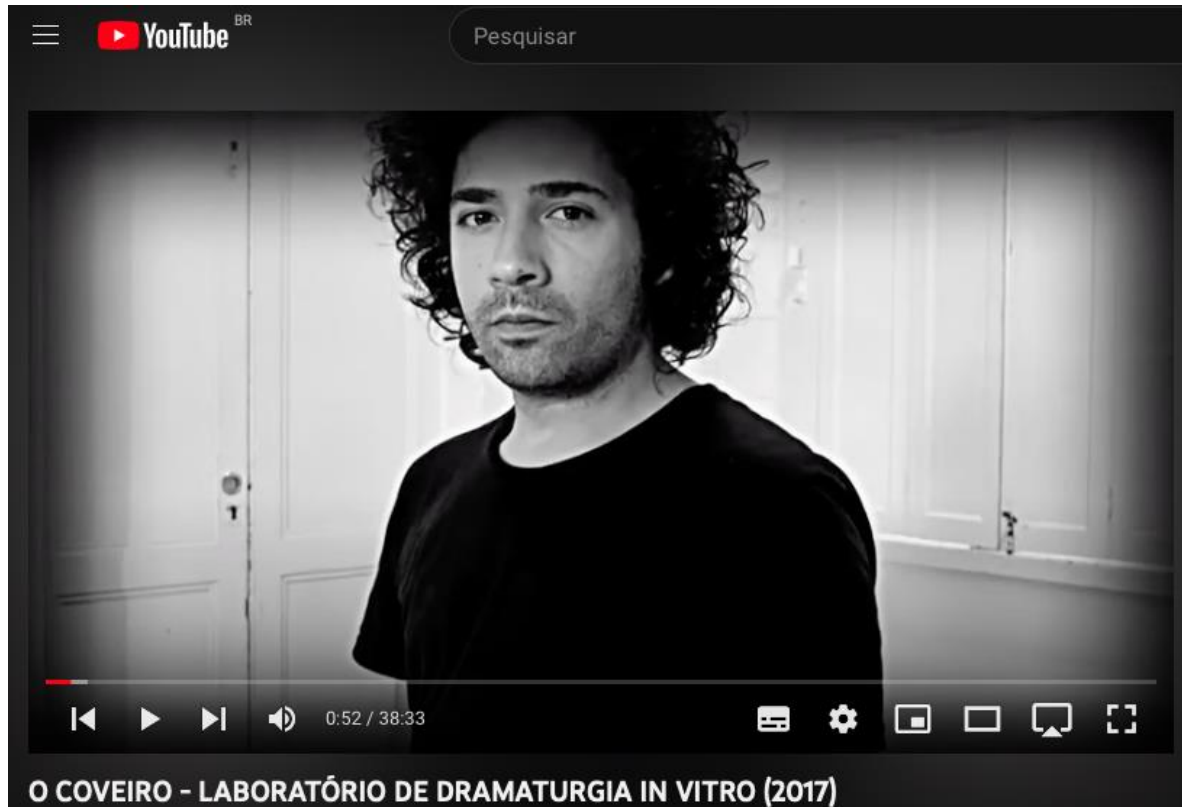 YouTube BR
Pesquisar
0:52 / 38:33
O COVEIRO - LABORATÓRIO DE DRAMATURGIA IN VITRO (2017)